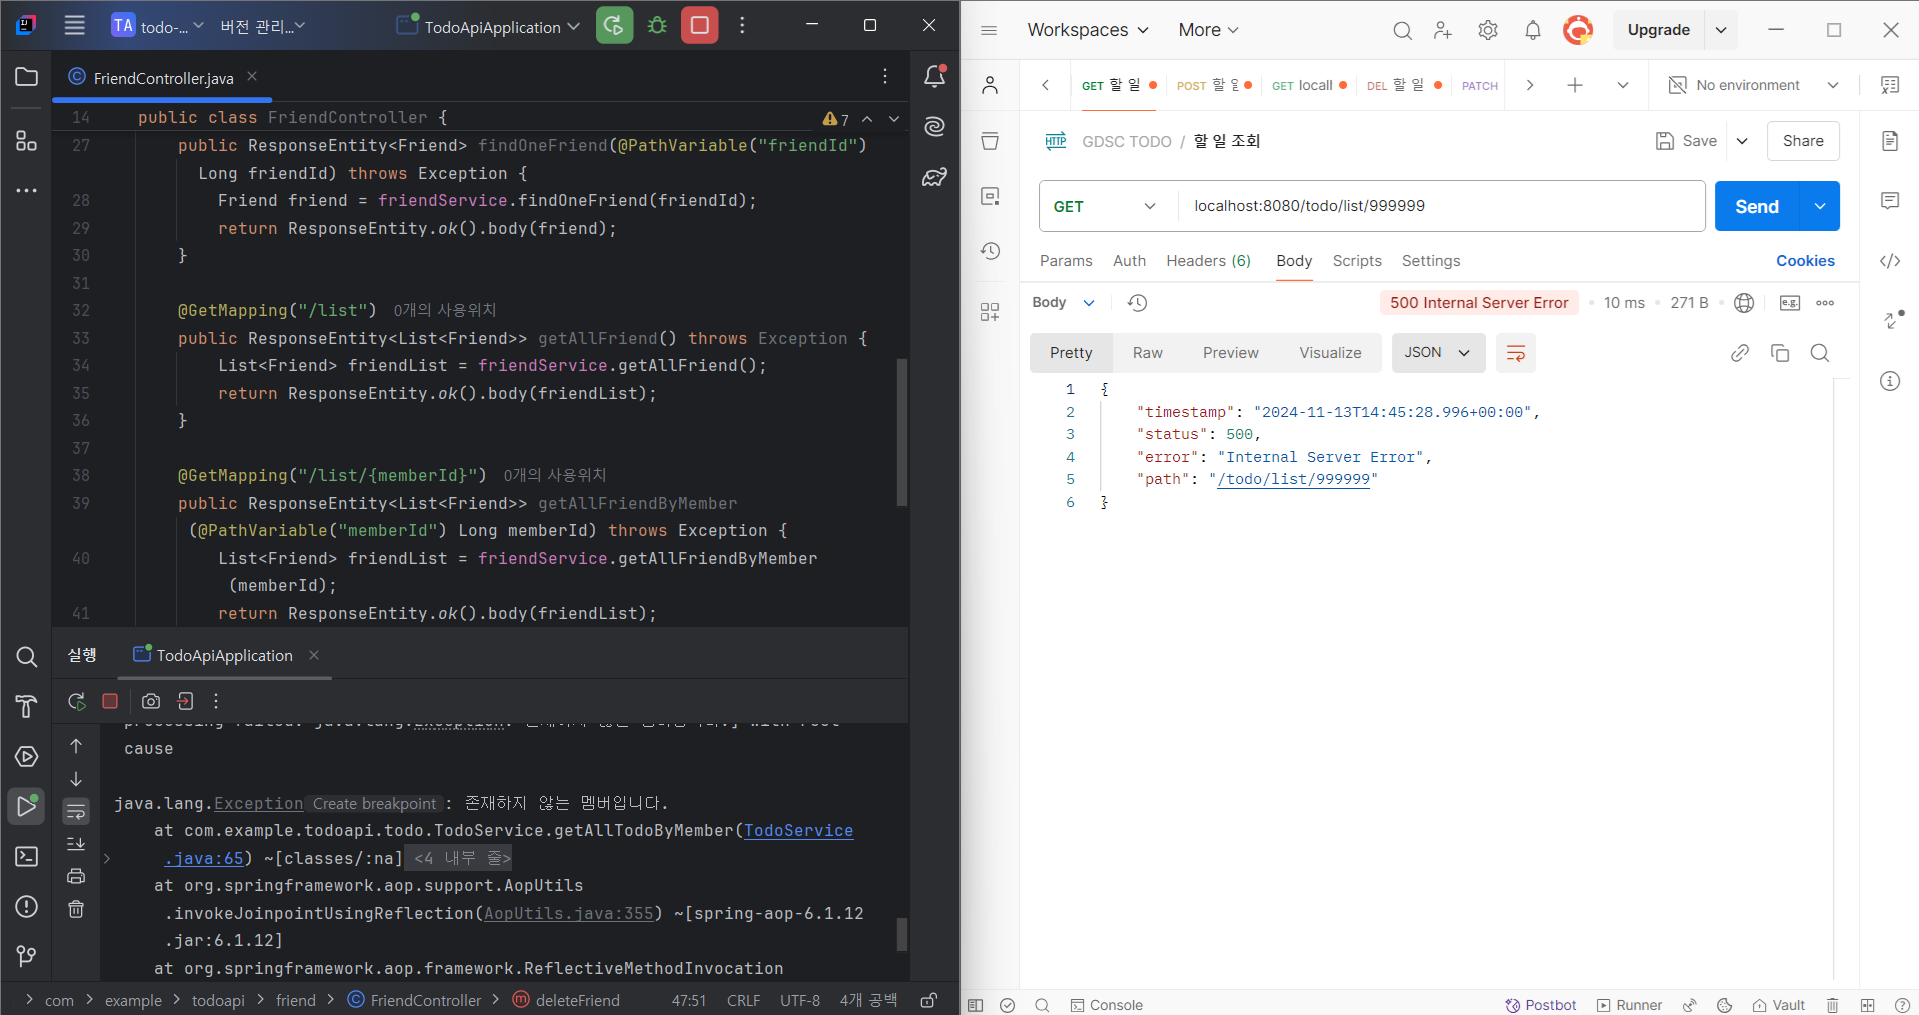 TA todo-... 버전 관리... TodoApiApplication
FriendController.java
14 public class FriendController { 7
27 public ResponseEntity<Friend> findOneFriend(@PathVariable("friendId")
Long friendId) throws Exception {
28 Friend friend = friendService.findOneFriend(friendId);
29 return ResponseEntity.ok().body(friend);
30 }
31
32 @GetMapping("/list") 0개의 사용위치
33 public ResponseEntity<List<Friend>> getAllFriend() throws Exception {
34 List<Friend> friendList = friendService.getAllFriend();
35 return ResponseEntity.ok().body(friendList);
36 }
37
38 @GetMapping("/list/{memberId}") 0개의 사용위치
39 public ResponseEntity<List<Friend>> getAllFriendByMember
(@PathVariable("memberId") Long memberId) throws Exception {
40 List<Friend> friendList = friendService.getAllFriendByMember
(memberId);
41 return ResponseEntity.ok().body(friendList);
실행 TodoApiApplication
cause
java.lang.Exception Create breakpoint : 존재하지 않는 멤버입니다.
at com.example.todoapi.todo.TodoService.getAllTodoByMember(TodoService
.java:65) ~[classes/:na] <4 내부 줄>
at org.springframework.aop.support.AopUtils
.invokeJoinpointUsingReflection(AopUtils.java:355) ~[spring-aop-6.1.12
.jar:6.1.12]
at org.springframework.aop.framework.ReflectiveMethodInvocation
com > example > todoapi > friend > FriendController > deleteFriend 47:51 CRLF UTF-8 4개 공백
Workspaces More Upgrade
GET 할 일 POST 할 GET locall DEL 할 일 PATCH No environment
HTTP GDSC TODO / 할 일 조회 Save Share
GET localhost:8080/todo/list/999999 Send
Params Auth Headers (6) Body Scripts Settings Cookies
Body 500 Internal Server Error 10 ms 271 B e.g.
Pretty Raw Preview Visualize JSON
1 {
2 "timestamp": "2024-11-13T14:45:28.996+00:00",
3 "status": 500,
4 "error": "Internal Server Error",
5 "path": "/todo/list/999999"
6 }
Console Postbot Runner Vault